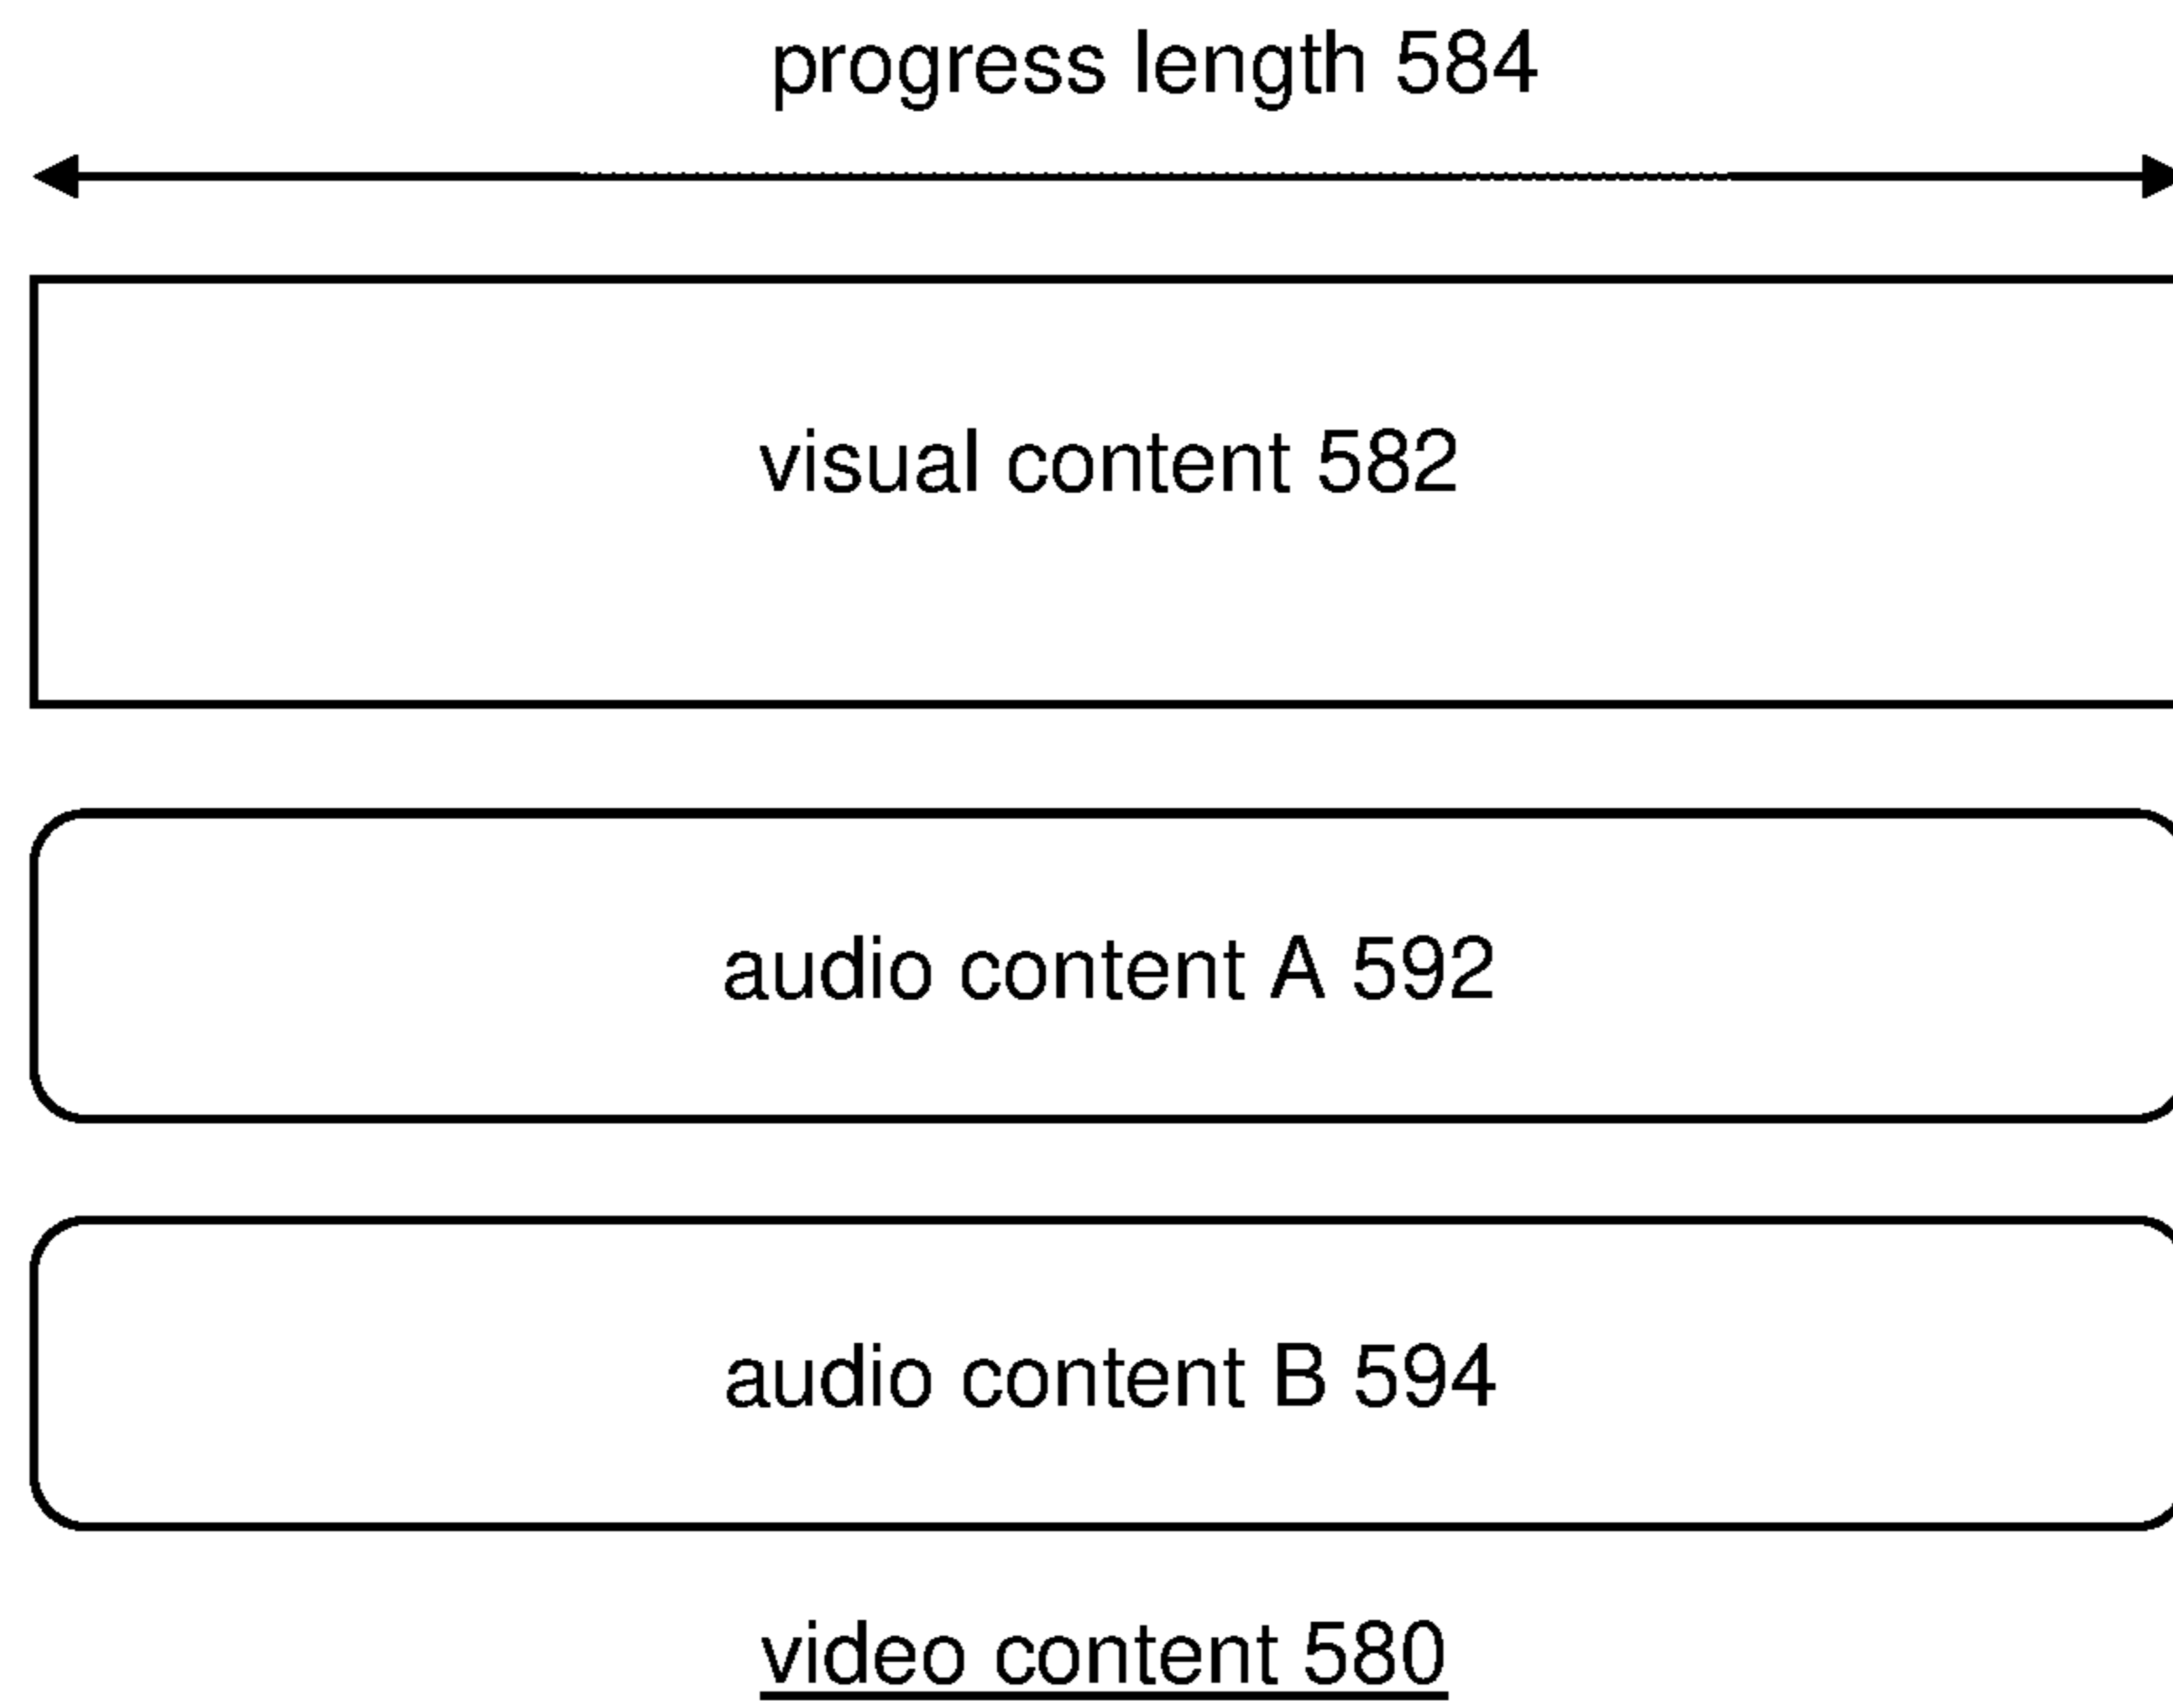 progress length 584
visual content 582
audio content A 592
audio content B 594
video content 580